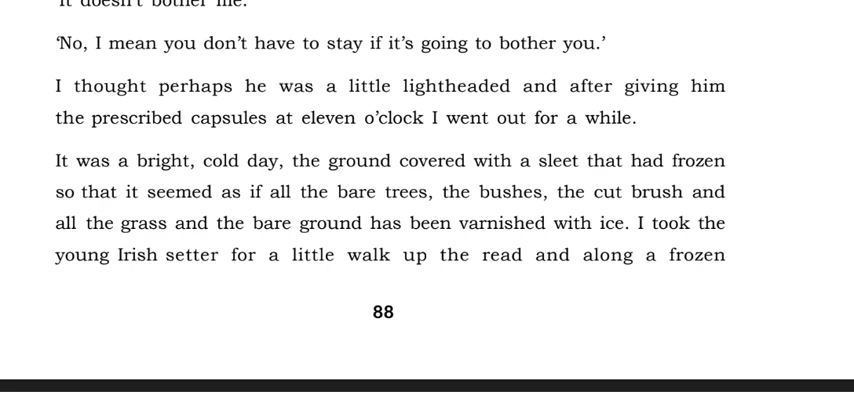 'It doesn't bother me.'
‘No, I mean you don’t have to stay if it’s going to bother you.’
I thought perhaps he was a little lightheaded and after giving him
the prescribed capsules at eleven o’clock I went out for a while.
It was a bright, cold day, the ground covered with a sleet that had frozen
so that it seemed as if all the bare trees, the bushes, the cut brush and
all the grass and the bare ground has been varnished with ice. I took the
young Irish setter for a little walk up the read and along a frozen
88